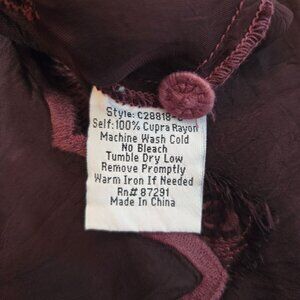 Style: C28818-
Self:100% Cupra Rayon
Machine Wash Cold
No Bleach
Tumble Dry Low
Remove Promptly
Warm Iron If Needed
Rn# 87291
Made In China